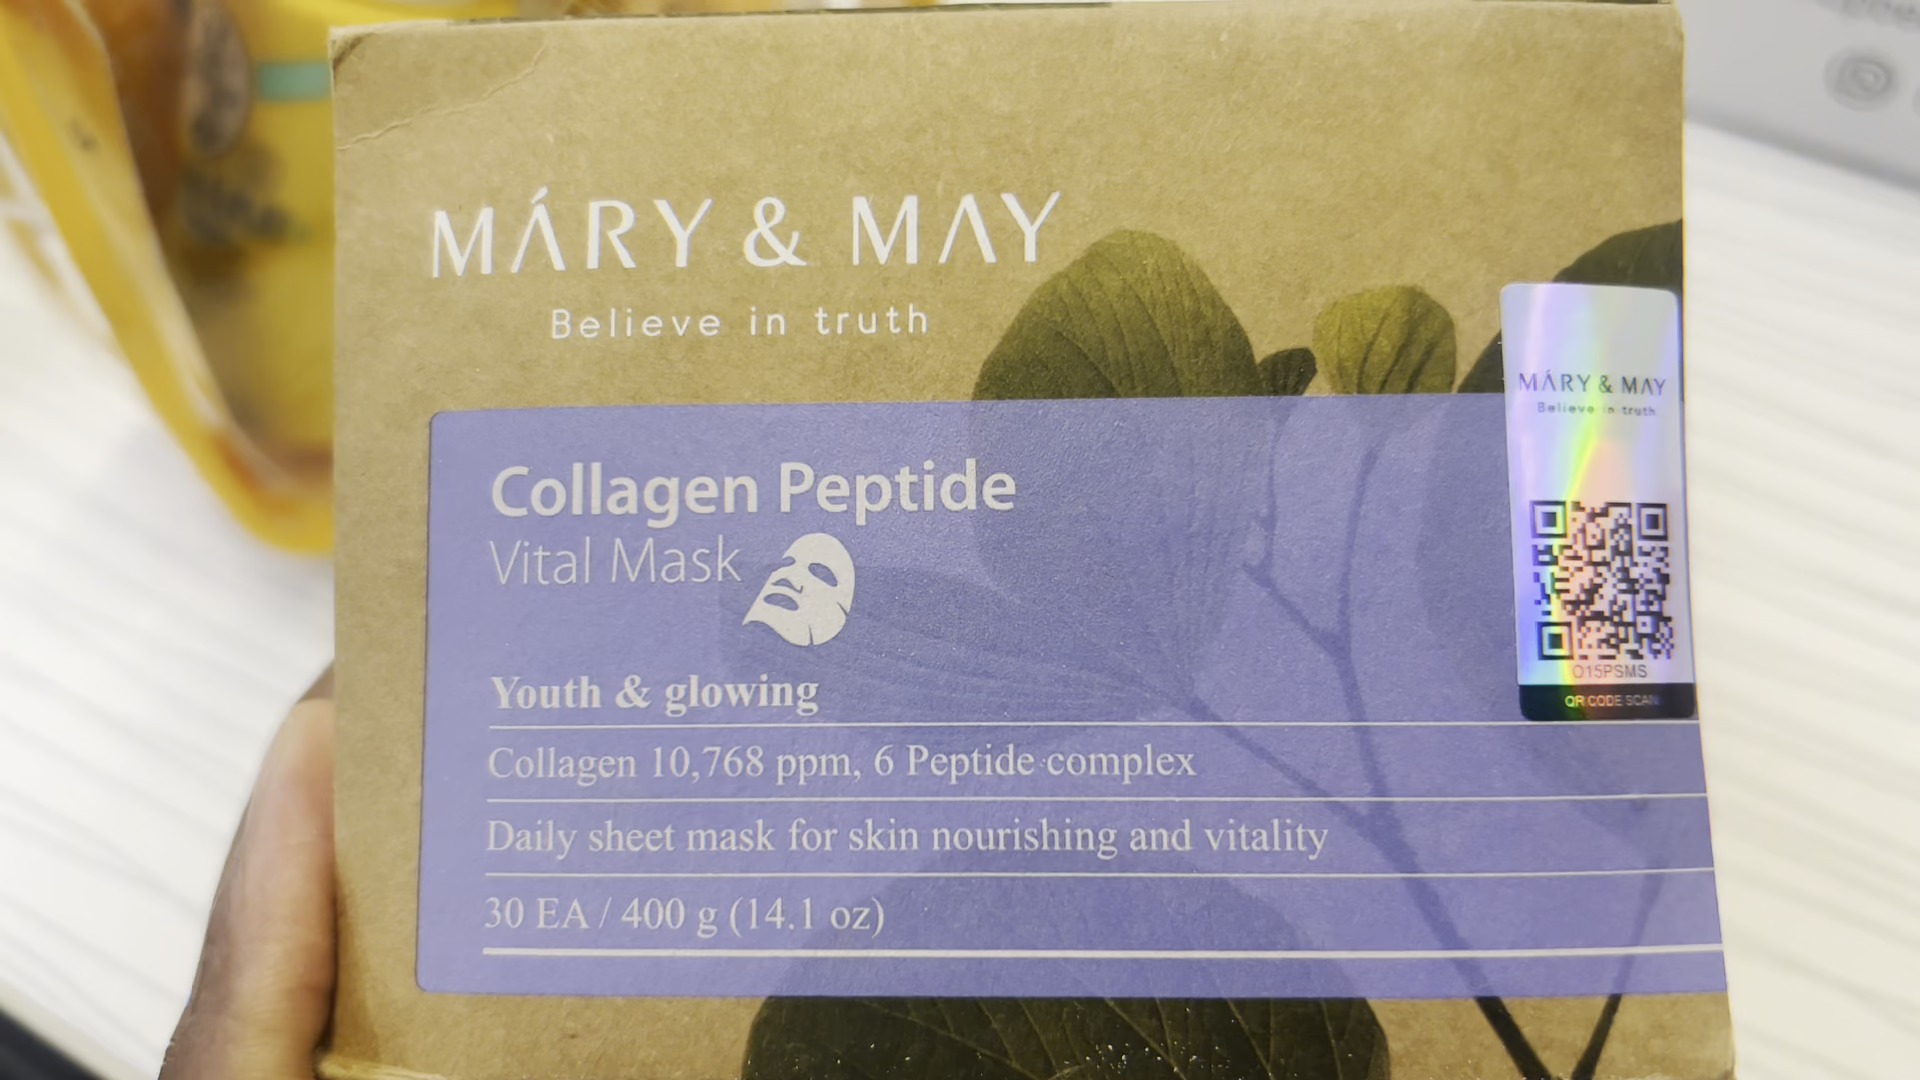 MÁRY & MAY
Believe in truth
Collagen Peptide
Vital Mask
Youth & glowing
Collagen 10,768 ppm, 6 Peptide complex
Daily sheet mask for skin nourishing and vitality
30 EA / 400 g (14.1 oz)
MÁRY & MAY
Believe in truth
O15PSMS
QR CODE SCAN